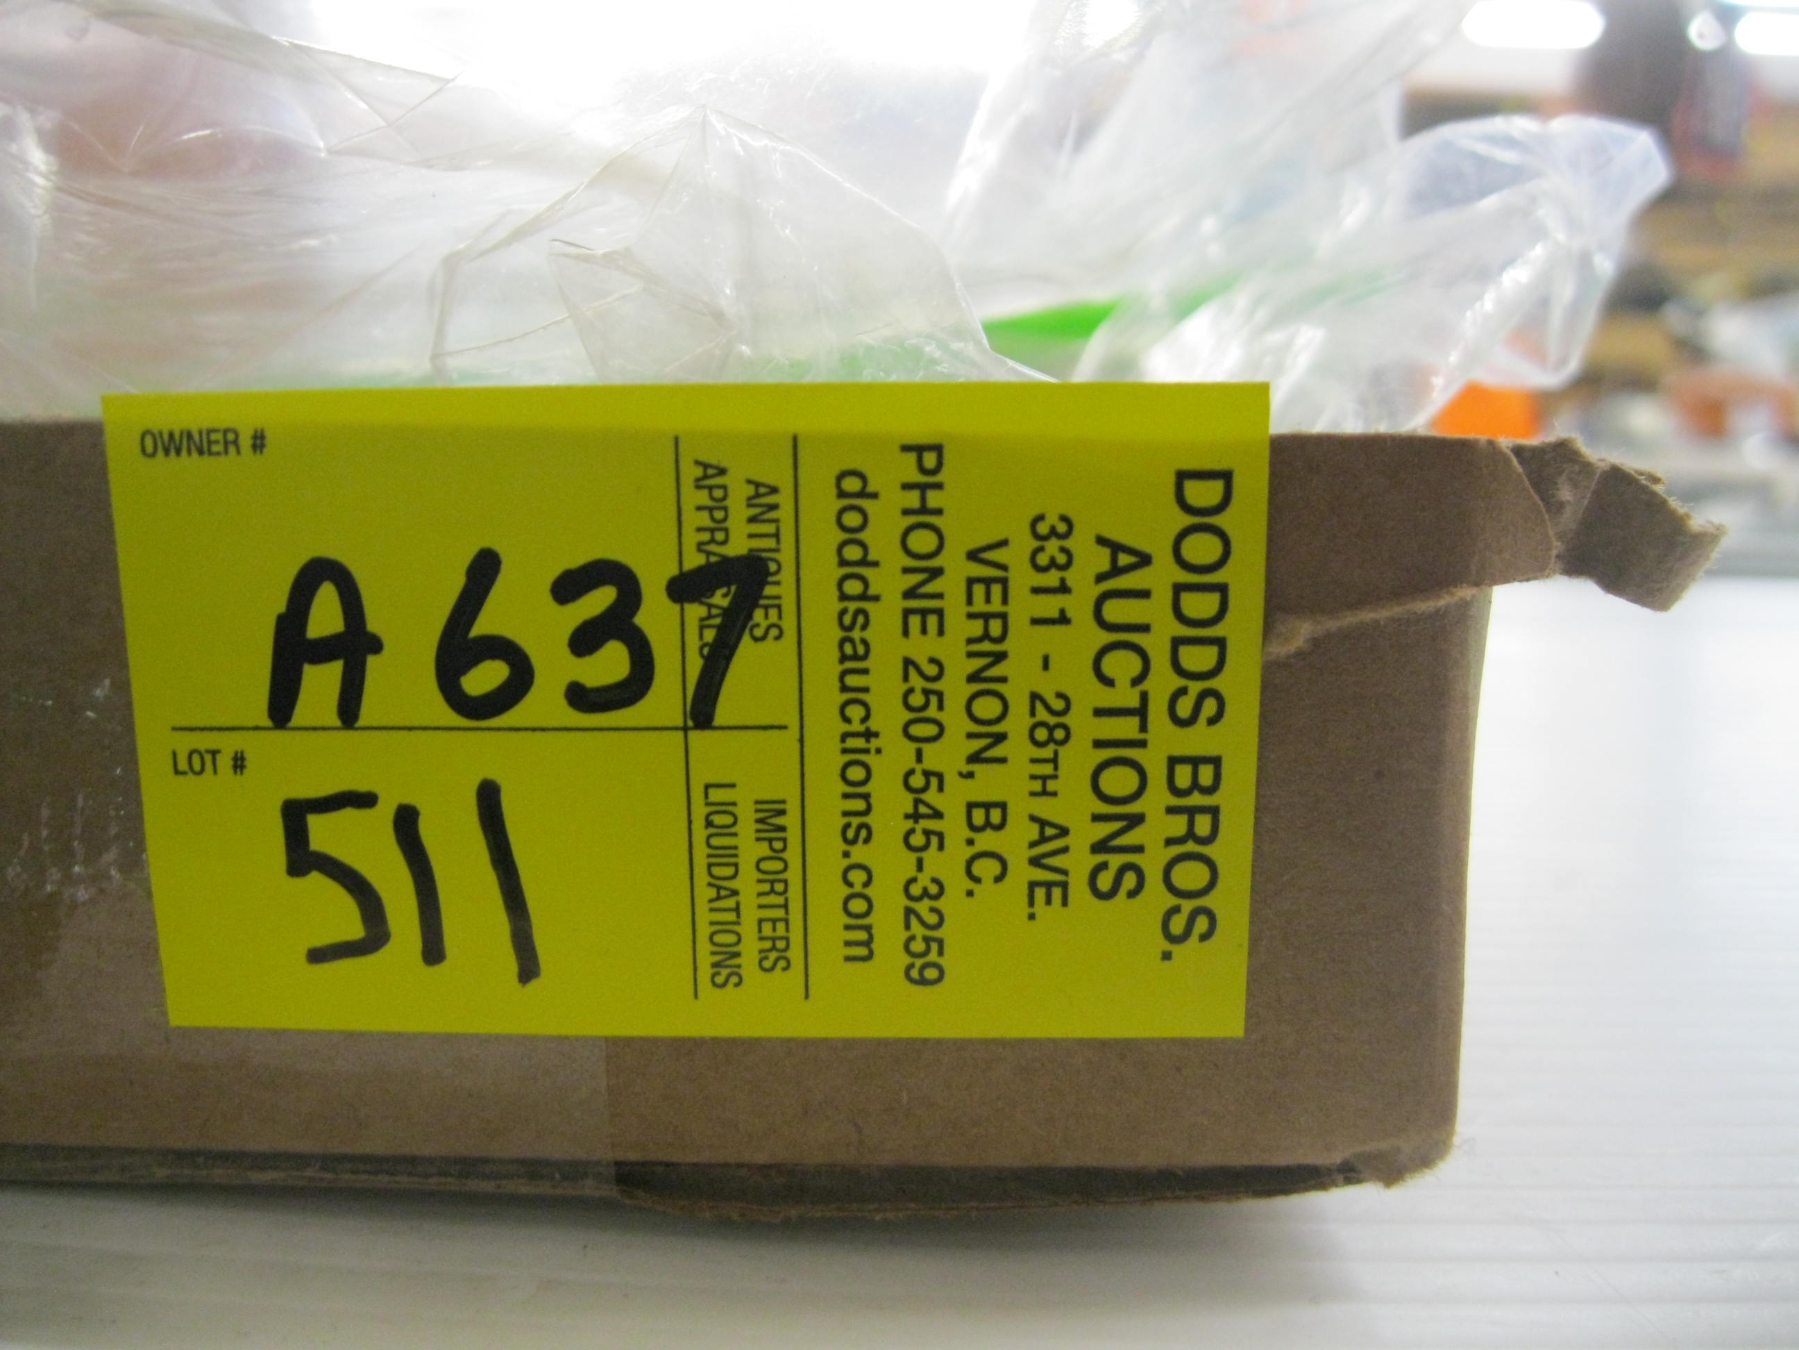 DODDS BROS.
AUCTIONS
3311 - 28TH AVE.
VERNON, B.C.
PHONE 250-545-3259
doddsauctions.com
ANTIQUES IMPORTERS
APPRAISALS LIQUIDATIONS
OWNER #
A637
LOT #
511